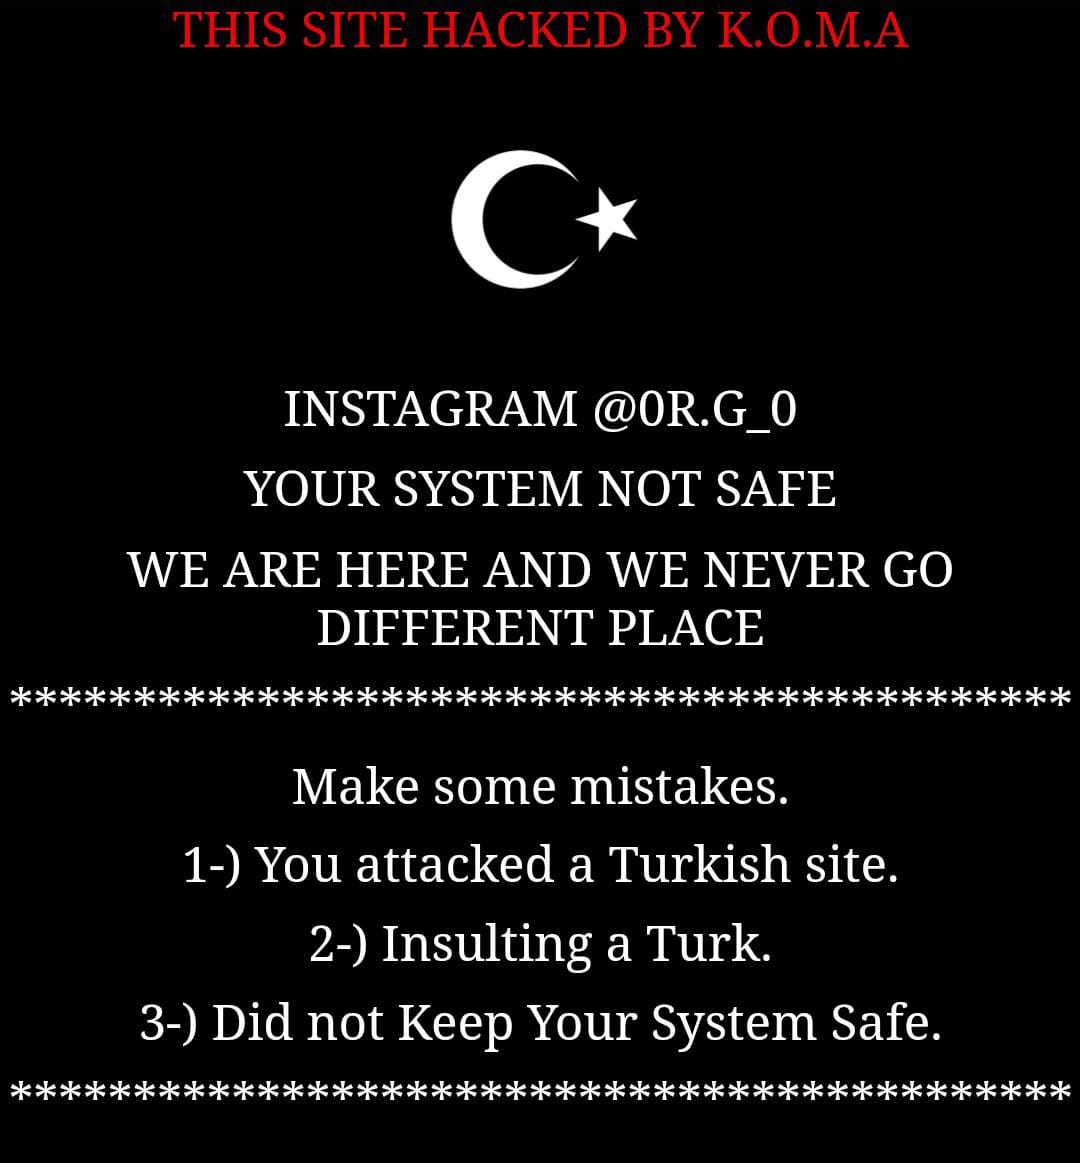 THIS SITE HACKED BY K.O.M.A
INSTAGRAM @0R.G_0
YOUR SYSTEM NOT SAFE
WE ARE HERE AND WE NEVER GO
DIFFERENT PLACE
*******************************************
Make some mistakes.
1-) You attacked a Turkish site.
2-) Insulting a Turk.
3-) Did not Keep Your System Safe.
*******************************************